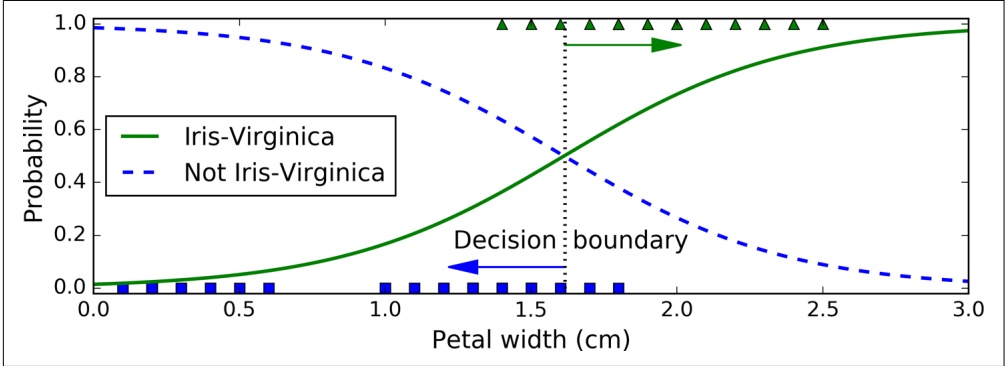 1.0
0.8
0.6
0.4
0.2
0.0
Probability
Iris-Virginica
Not Iris-Virginica
Decision boundary
0.0 0.5 1.0 1.5 2.0 2.5 3.0
Petal width (cm)